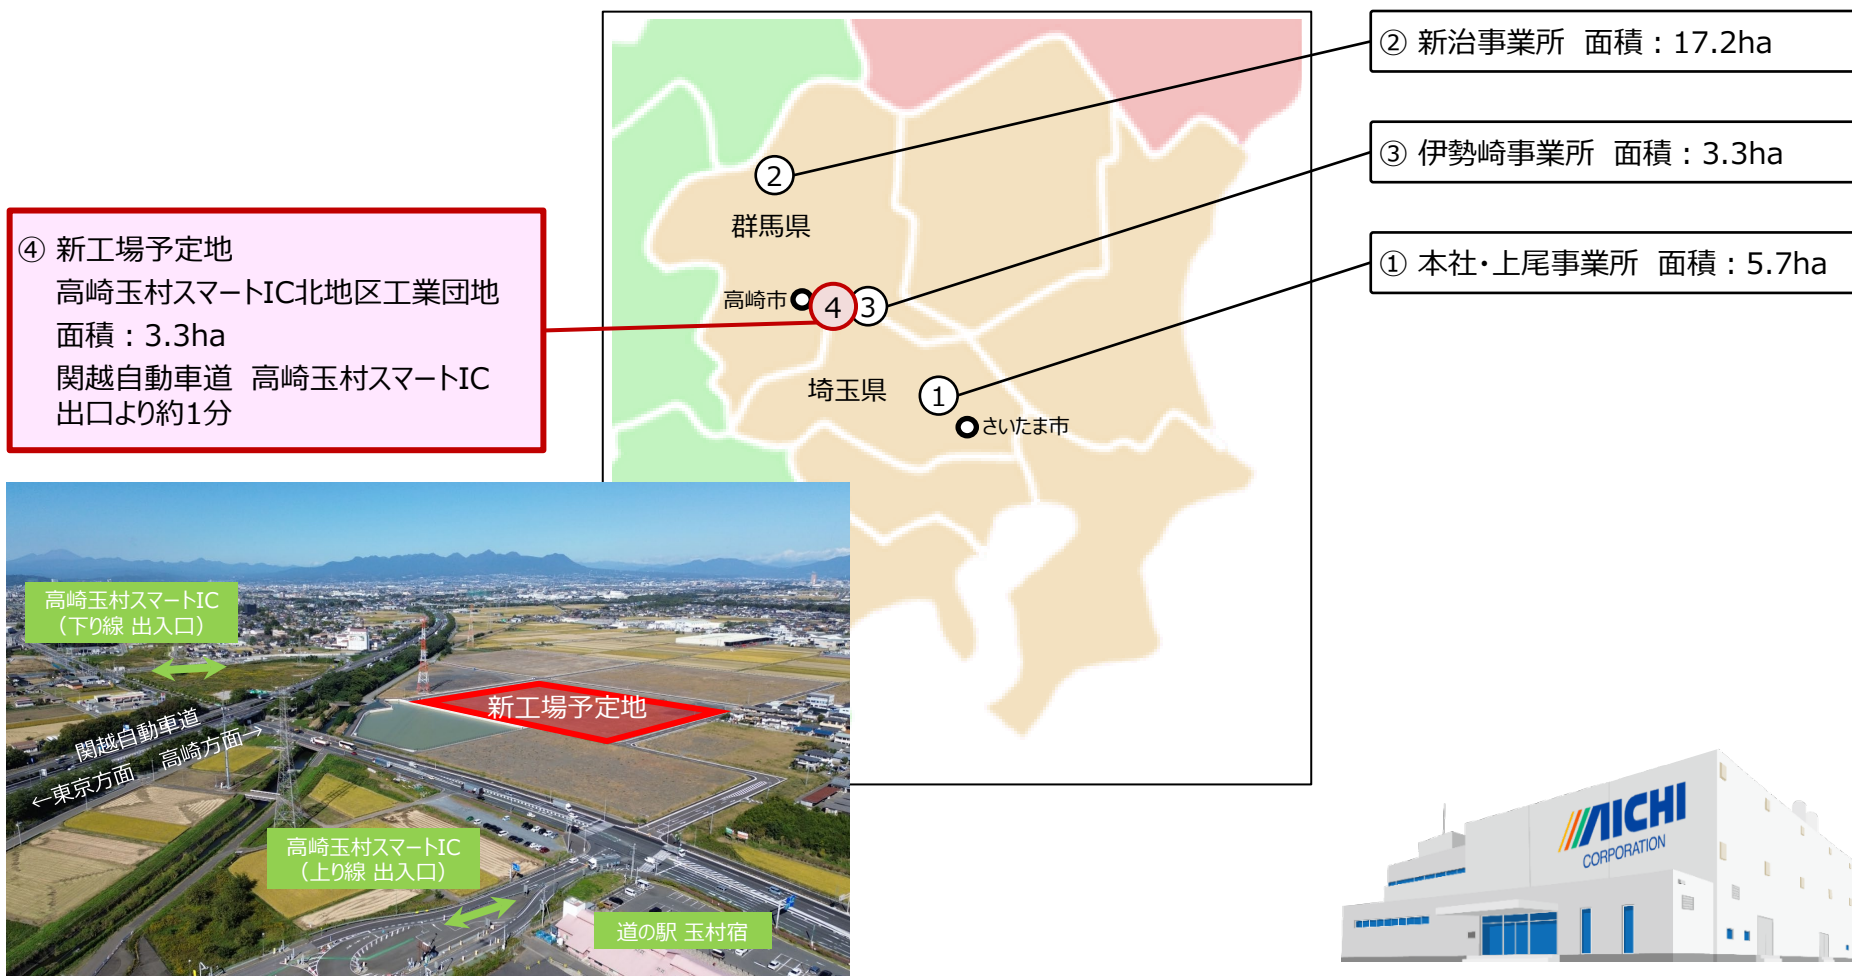 ② 新治事業所 面積：17.2ha
③ 伊勢崎事業所 面積：3.3ha
① 本社・上尾事業所 面積：5.7ha
④ 新工場予定地
高崎玉村スマートIC北地区工業団地
面積：3.3ha
関越自動車道 高崎玉村スマートIC
出口より約1分
②
群馬県
高崎市
4
③
埼玉県
①
さいたま市
高崎玉村スマートIC
（下り線 出入口）
新工場予定地
関越自動車道
←東京方面 高崎方面→
高崎玉村スマートIC
（上り線 出入口）
道の駅 玉村宿
AICHI
CORPORATION